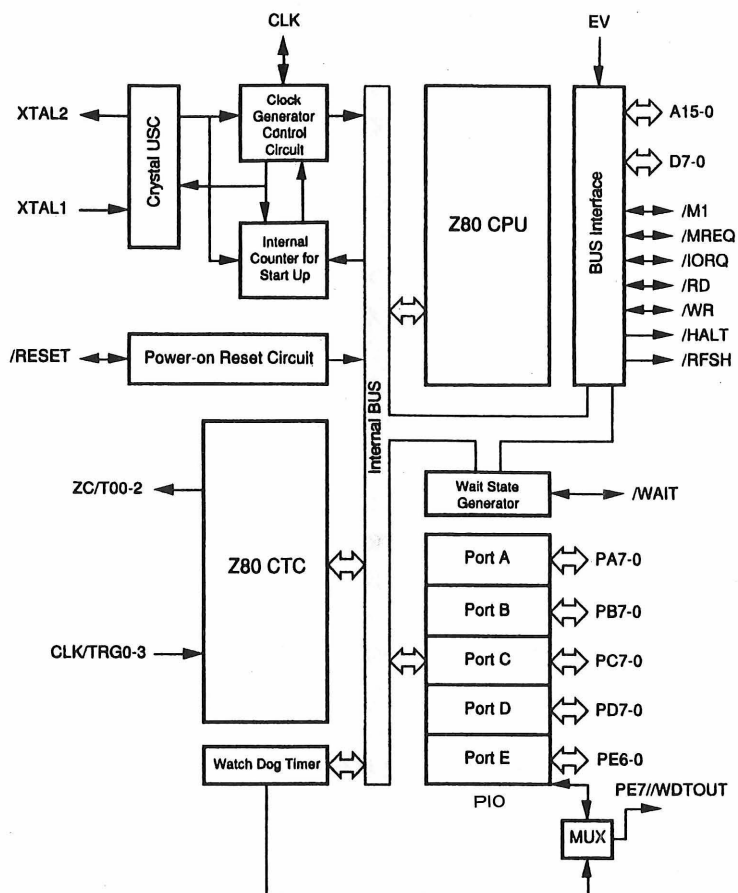 CLK
EV
XTAL2
XTAL1
Crystal USC
Clock
Generator
Control
Circuit
Internal
Counter for
Start Up
Z80 CPU
BUS Interface
A15-0
D7-0
/M1
/MREQ
/IORQ
/RD
/WR
/HALT
/RFSH
/RESET
Power-on Reset Circuit
Internal BUS
ZC/T00-2
Z80 CTC
CLK/TRG0-3
Wait State
Generator
/WAIT
Port A
PA7-0
Port B
PB7-0
Port C
PC7-0
Port D
PD7-0
Port E
PE6-0
Watch Dog Timer
PIO
PE7//WDTOUT
MUX